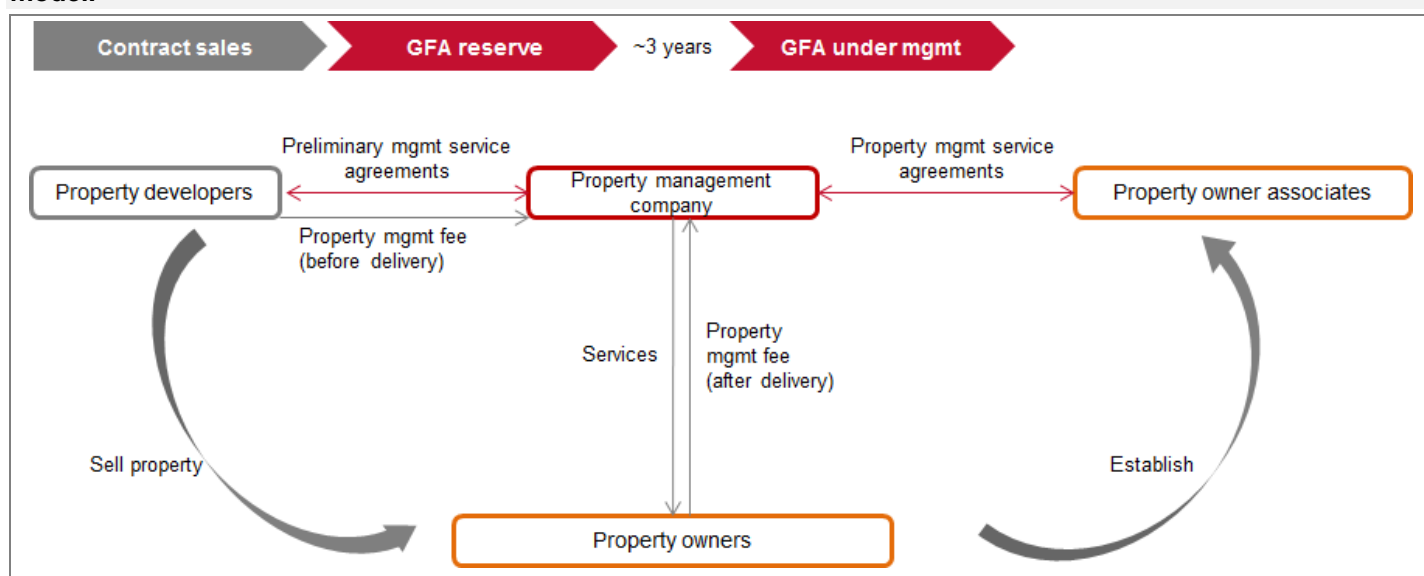 Contract sales
GFA reserve
~3 years
GFA under mgmt
Preliminary mgmt service
agreements
Property mgmt service
agreements
Property developers
Property management
company
Property owner associates
Property mgmt fee
(before delivery)
Services
Property
mgmt fee
(after delivery)
Sell property
Establish
Property owners